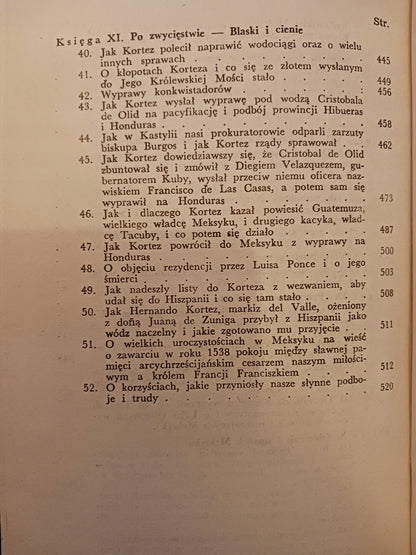 Str.
Księga XI. Po zwycięstwie — Blaski i cienie
40. Jak Kortez polecił naprawić wodociągi oraz o wielu
innych sprawach . . . . . . . . 445
41. O kłopotach Korteza i co się ze złotem wysłanym
do Jego Królewskiej Mości stało . . . . . 449
42. Wyprawy konkwistadorów . . . . . . 456
43. Jak Kortez wysłał wyprawę pod wodzą Cristobala
de Olid na pacyfikację i podbój prowincji Hibueras
i Honduras . . . . . . . . . 458
44. Jak w Kastylii nasi prokuratorowie odparli zarzuty
biskupa Burgos i jak Kortez rządy sprawował . . 462
45. Jak Kortez dowiedziawszy się, że Cristobal de Olid
zbuntował się i zmówił z Diegiem Velazquezem, gu-
bernatorem Kuby, wysłał przeciw niemu oficera naz-
wiskiem Francisco de Las Casas, a potem sam się
wyprawił na Honduras . . . . . . . 473
46. Jak i dlaczego Kortez kazał powiesić Guatemuza,
wielkiego władcę Meksyku, i drugiego kacyka, wład-
cę Tacuby, i co potem się działo . . . . . 487
47. Jak Kortez powrócił do Meksyku z wyprawy na
Honduras . . . . . . . . . 500
48. O objęciu rezydencji przez Luisa Ponce i o jego
śmierci . . . . . . . . . . 503
49. Jak nadeszły listy do Korteza z wezwaniem, aby
udał się do Hiszpanii i co się tam stało . . . . 508
50. Jak Hernando Kortez, markiz del Valle, ożeniony
z doñą Juaną de Zuniga przybył z Hiszpanii jako
wódz naczelny i jakie zgotowano mu przyjęcie . . 511
51. O wielkich uroczystościach w Meksyku na wieść
o zawarciu w roku 1538 pokoju między sławnej pa-
mięci arcychrześcijańskim cesarzem naszym miłości-
wym a królem Francji Franciszkiem . . . . 512
52. O korzyściach, jakie przyniosły nasze słynne podbo-
je i trudy . . . . . . . . . 520